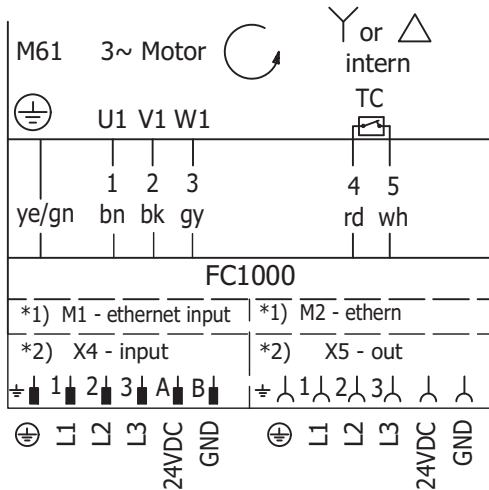 M61 3~ Motor or
intern
TC
U1 V1 W1
1 2 3 4 5
ye/gn bn bk gy rd wh
FC1000
*1) M1 - ethernet input *1) M2 - ethern
*2) X4 - input *2) X5 - out
1 2 3 A B 1 2 3
L1 L2 L3 24VDC GND L1 L2 L3 24VDC GND